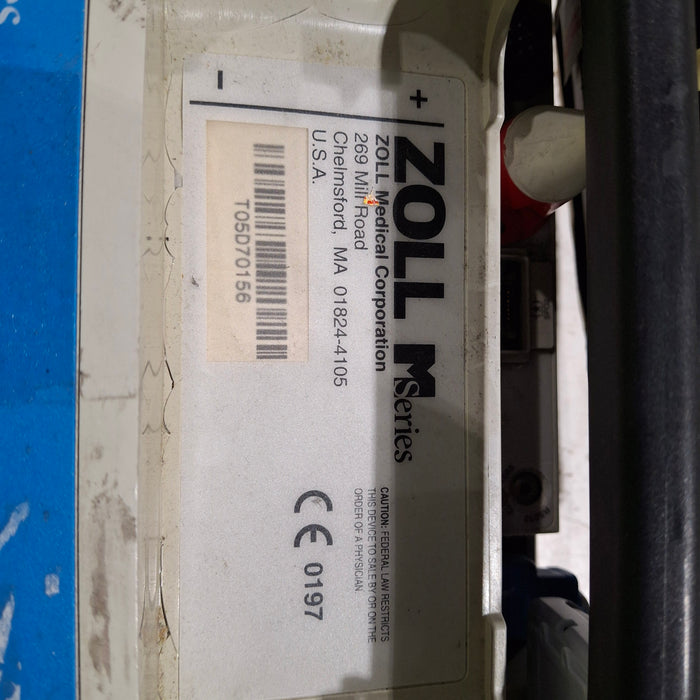 +
-
ZOLL M Series
ZOLL Medical Corporation
269 Mill Road
Chelmsford, MA 01824-4105
U.S.A.
T05D70156
CAUTION: FEDERAL LAW RESTRICTS
THIS DEVICE TO SALE BY OR ON THE
ORDER OF A PHYSICIAN.
CE 0197